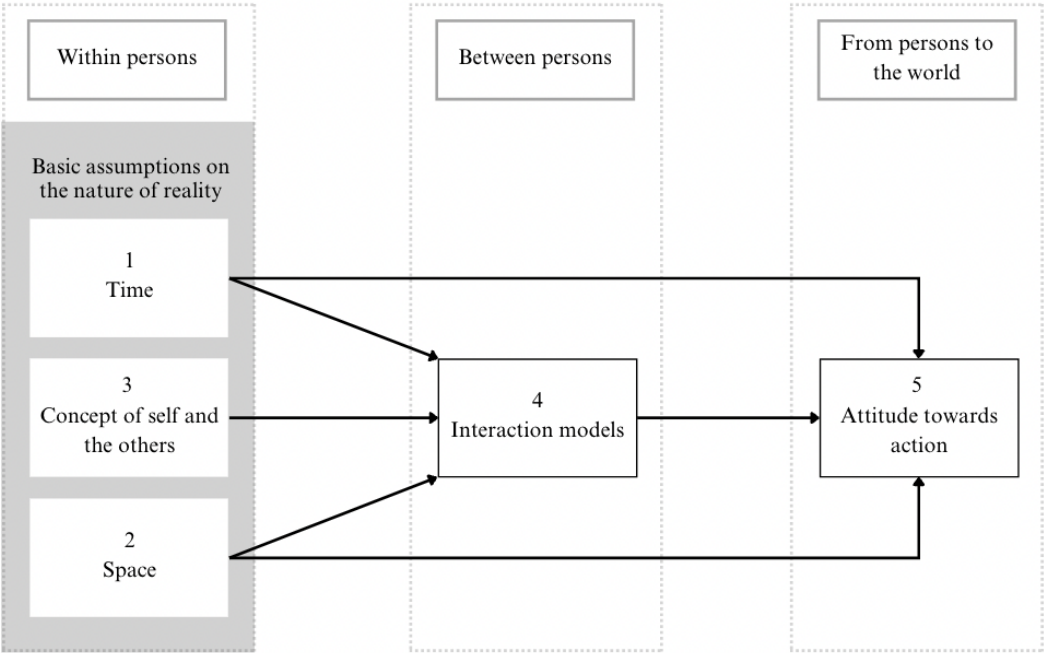 Within persons
Between persons
From persons to
the world
Basic assumptions on
the nature of reality
1
Time
3
Concept of self and
the others
2
Space
4
Interaction models
5
Attitude towards
action